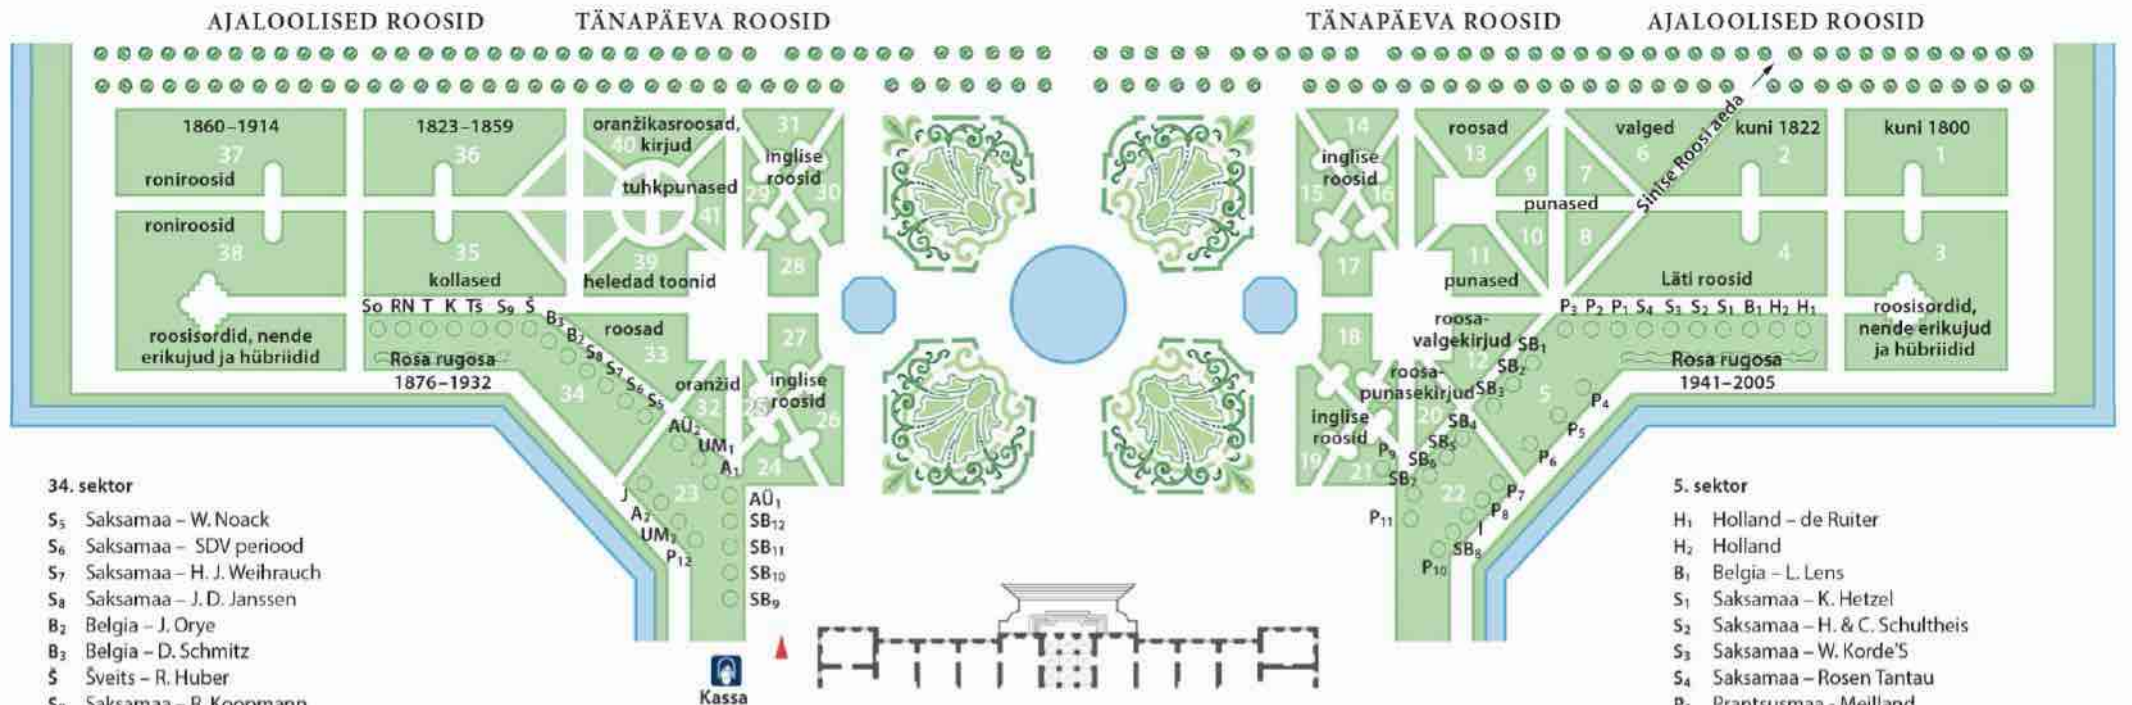 AJALOOLISED ROOSID
TÄNAPÄEVA ROOSID
TÄNAPÄEVA ROOSID
AJALOOLISED ROOSID
1860–1914
37
roniroosid
roniroosid
38
roosisordid, nende
erikujud ja hübriidid
1823–1859
36
35
kollased
oranžikasroosad,
40 kirjud
tuhkpunased
41
39
heledad toonid
31
inglise
roosid
29
30
28
So RN T K Tš S9 Š
B3
B2
S8
S7
S6
S5
Rosa rugosa
1876–1932
34
roosad
33
oranžid
32
27
inglise
25 roosid
26
24
AÜ2
UM1
A1
23
J
A2
UM2
P12
AÜ1
SB12
SB11
SB10
SB9
14
inglise
roosid
15
16
17
roosad
13
9
7
punased
10
8
11
punased
valged
6
Sinise Roosi aeda
kuni 1822
2
kuni 1800
1
4
Läti roosid
3
roosisordid,
nende erikujud
ja hübriidid
P3 P2 P1 S4 S3 S2 S1 B1 H2 H1
Rosa rugosa
1941–2005
18
roosa-
valgekirjud
12
roosa-
punasekirjud
20
inglise
roosid
19
21
SB1
SB2
SB3
SB4
SB5
SB6
SB7
5
P4
P5
P6
P9
P11
22
P7
P8
I
SB8
P10
34. sektor
S5 Saksamaa – W. Noack
S6 Saksamaa – SDV periood
S7 Saksamaa – H. J. Weihrauch
S8 Saksamaa – J. D. Janssen
B2 Belgia – J. Orye
B3 Belgia – D. Schmitz
Š Šveits – R. Huber
S9 Saksamaa – R. Koopmann
Kassa
5. sektor
H1 Holland – de Ruiter
H2 Holland
B1 Belgia – L. Lens
S1 Saksamaa – K. Hetzel
S2 Saksamaa – H. & C. Schultheis
S3 Saksamaa – W. Korde'S
S4 Saksamaa – Rosen Tantau
Prantsusmaa - Meilland